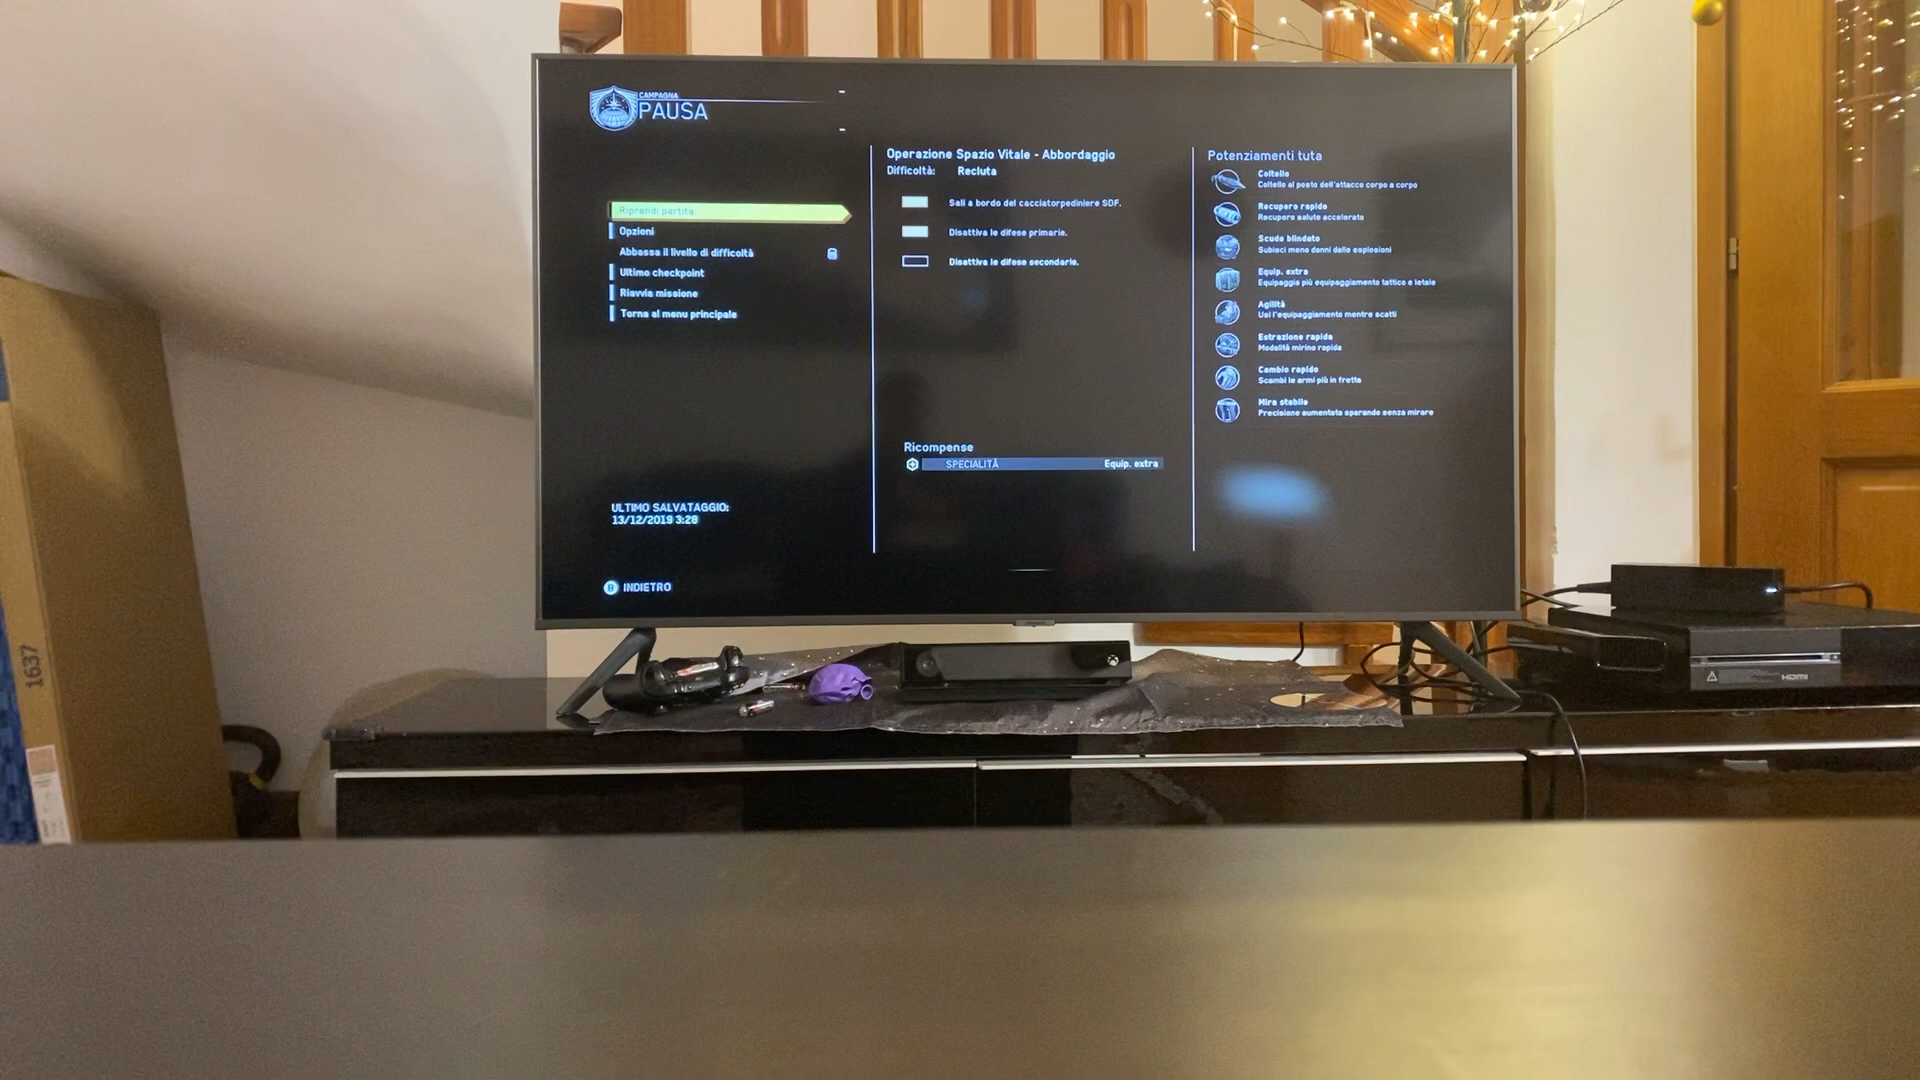 CAMPAGNA
PAUSA
Riprendi partita
Opzioni
Abbassa il livello di difficoltà
Ultimo checkpoint
Riavvia missione
Torna al menu principale
ULTIMO SALVATAGGIO:
13/12/2019 3:28
B INDIETRO
Operazione Spazio Vitale - Abbordaggio
Difficoltà: Recluta
Sali a bordo del cacciatorpediniere SDF.
Disattiva le difese primarie.
Disattiva le difese secondarie.
Ricompense
SPECIALITÀ Equip. extra
Potenziamenti tuta
Coltello
Coltello al posto dell'attacco corpo a corpo
Recupero rapido
Recupero salute accelerato
Scudo blindato
Subisci meno danni dalle esplosioni
Equip. extra
Equipaggia più equipaggiamento tattico e letale
Agilità
Usi l'equipaggiamento mentre scatti
Estrazione rapida
Modalità mirino rapida
Cambio rapido
Scambi le armi più in fretta
Mira stabile
Precisione aumentata sparando senza mirare
HDMI
1637